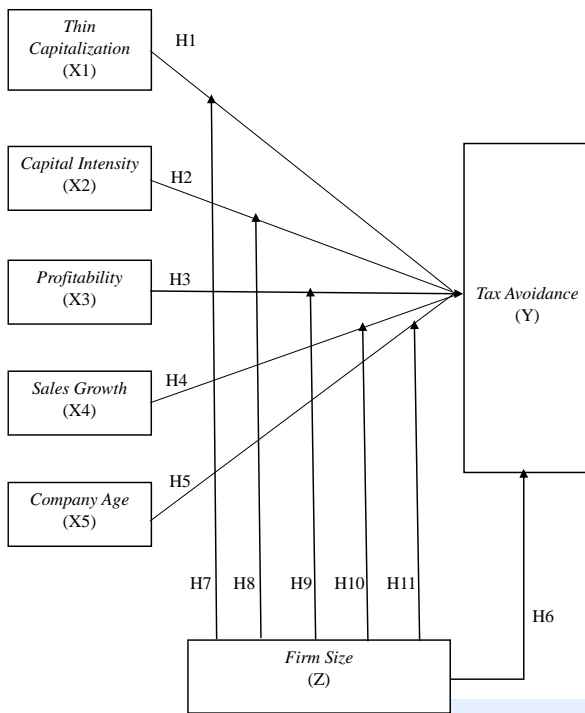 Thin
Capitalization
(X1)
H1
Capital Intensity
(X2)
H2
Profitability
(X3)
H3
Tax Avoidance
(Y)
Sales Growth
(X4)
H4
Company Age
(X5)
H5
H7
H8
H9
H10
H11
H6
Firm Size
(Z)